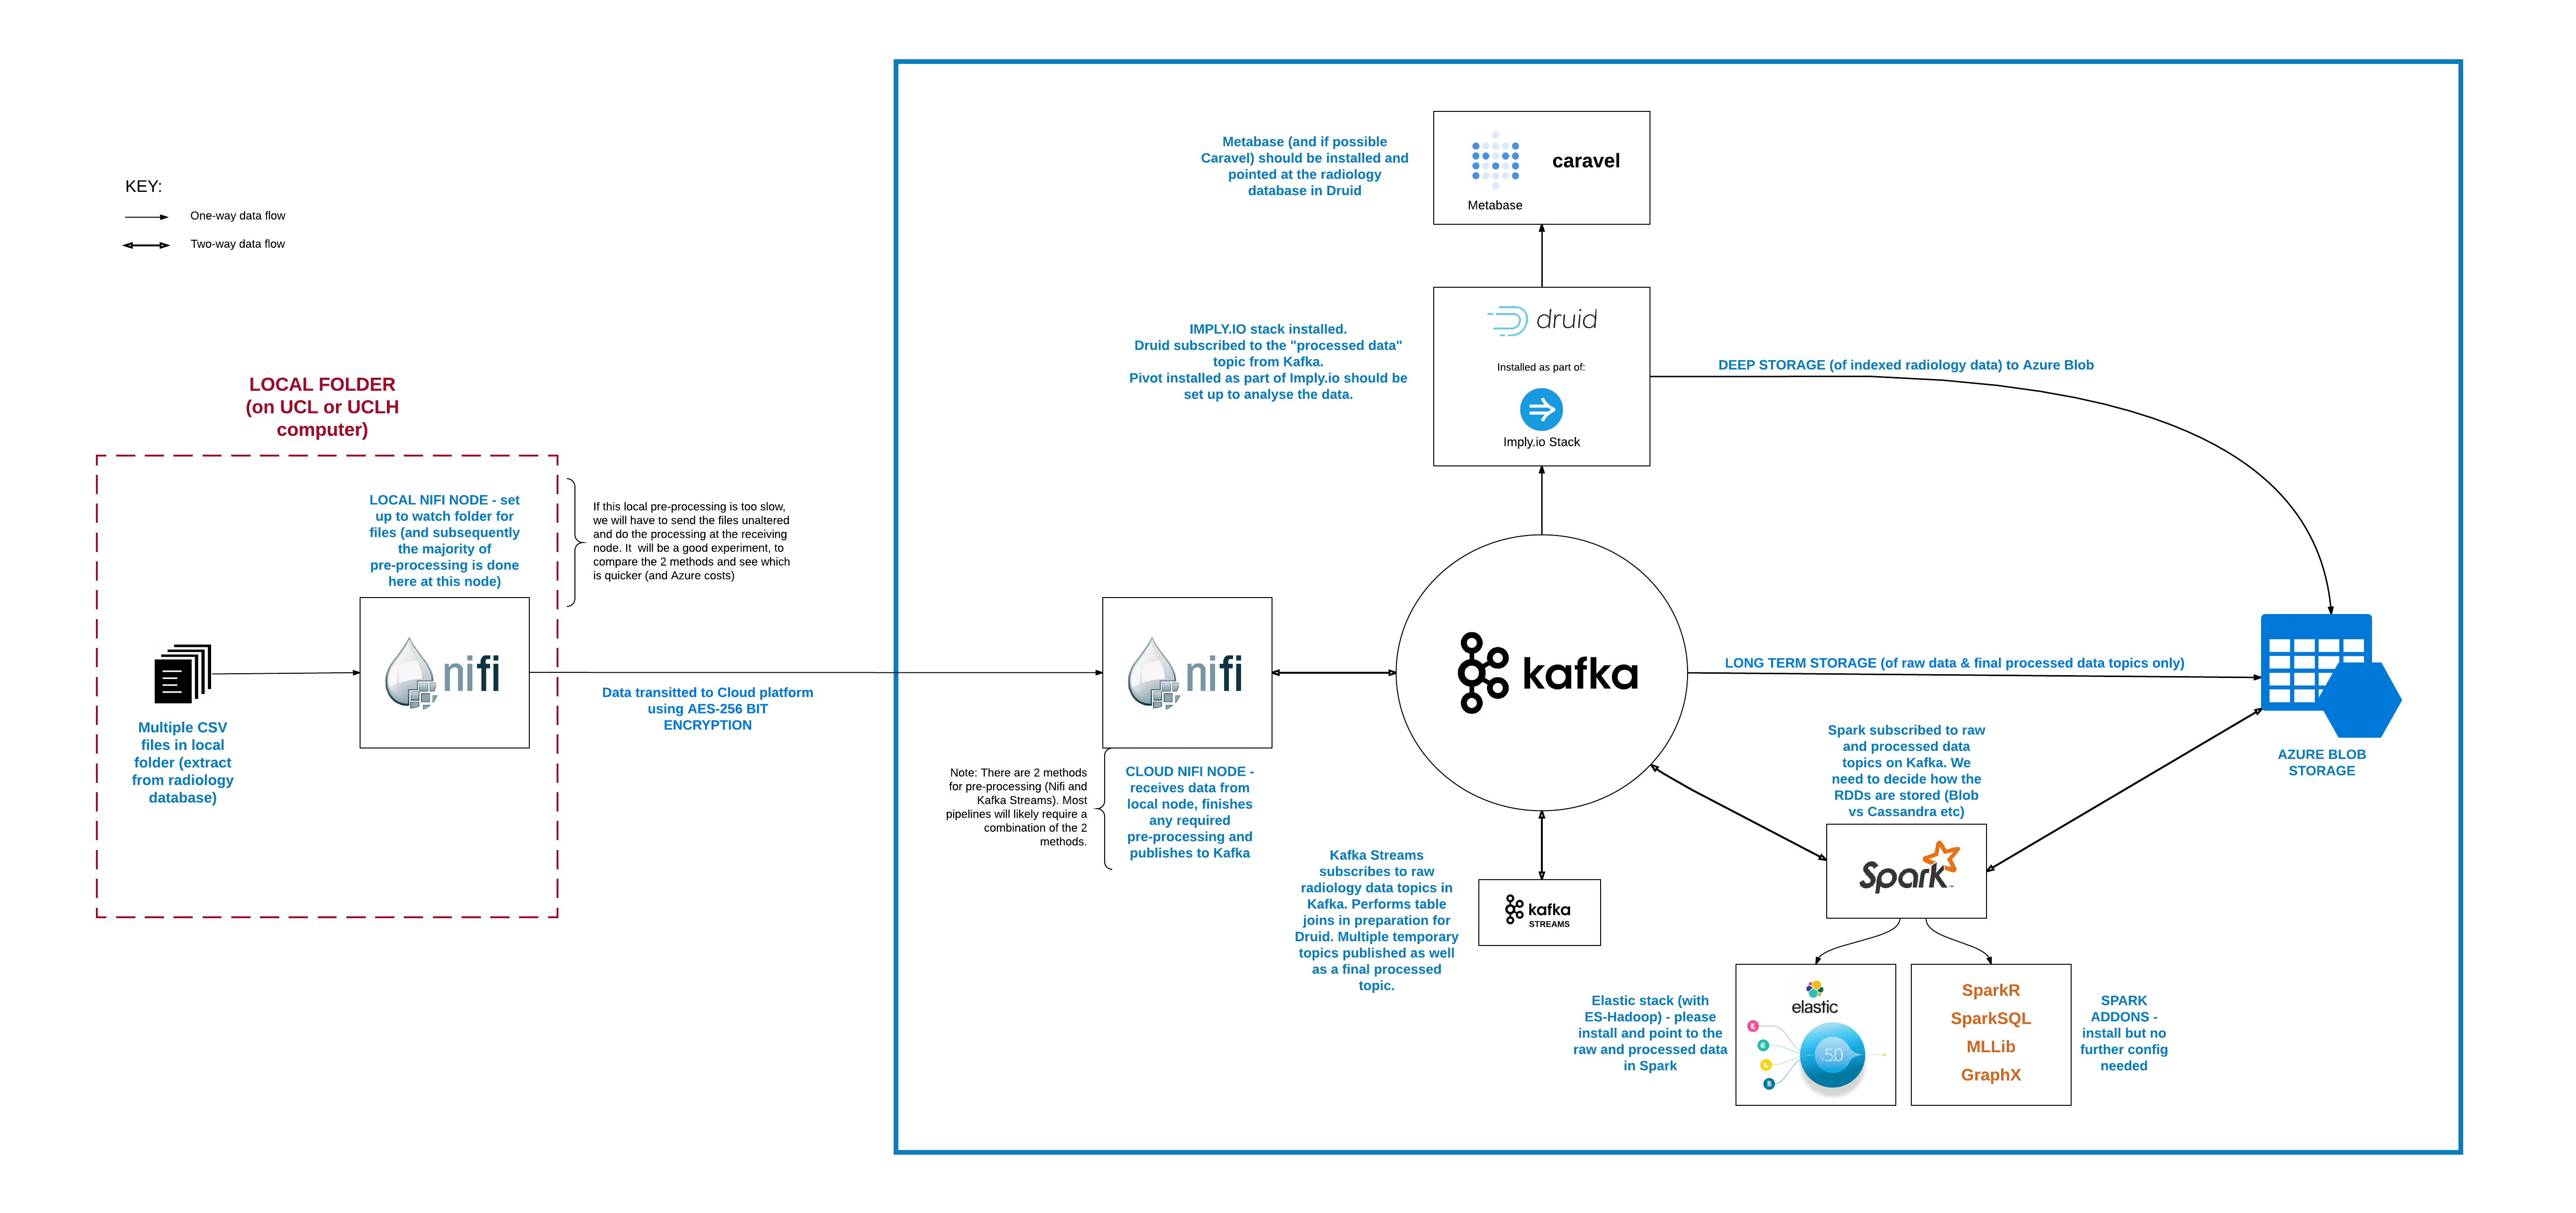 KEY:
One-way data flow
Two-way data flow
LOCAL FOLDER
(on UCL or UCLH
computer)
LOCAL NIFI NODE - set
up to watch folder for
files (and subsequently
the majority of
pre-processing is done
here at this node)
If this local pre-processing is too slow,
we will have to send the files unaltered
and do the processing at the receiving
node. It  will be a good experiment, to
compare the 2 methods and see which
is quicker (and Azure costs)
nifi
Multiple CSV
files in local
folder (extract
from radiology
database)
Data transitted to Cloud platform
using AES-256 BIT
ENCRYPTION
Metabase (and if possible
Caravel) should be installed and
pointed at the radiology
database in Druid
caravel
Metabase
IMPLY.IO stack installed.
Druid subscribed to the "processed data"
topic from Kafka.
Pivot installed as part of Imply.io should be
set up to analyse the data.
druid
Installed as part of:
Imply.io Stack
DEEP STORAGE (of indexed radiology data) to Azure Blob
nifi
Note: There are 2 methods
for pre-processing (Nifi and
Kafka Streams). Most
pipelines will likely require a
combination of the 2
methods.
CLOUD NIFI NODE -
receives data from
local node, finishes
any required
pre-processing and
publishes to Kafka
kafka
LONG TERM STORAGE (of raw data & final processed data topics only)
AZURE BLOB
STORAGE
Spark subscribed to raw
and processed data
topics on Kafka. We
need to decide how the
RDDs are stored (Blob
vs Cassandra etc)
Spark
Kafka Streams
subscribes to raw
radiology data topics in
Kafka. Performs table
joins in preparation for
Druid. Multiple temporary
topics published as well
as a final processed
topic.
kafka
STREAMS
Elastic stack (with
ES-Hadoop) - please
install and point to the
raw and processed data
in Spark
elastic
v5.0
SparkR
SparkSQL
MLLib
GraphX
SPARK
ADDONS -
install but no
further config
needed